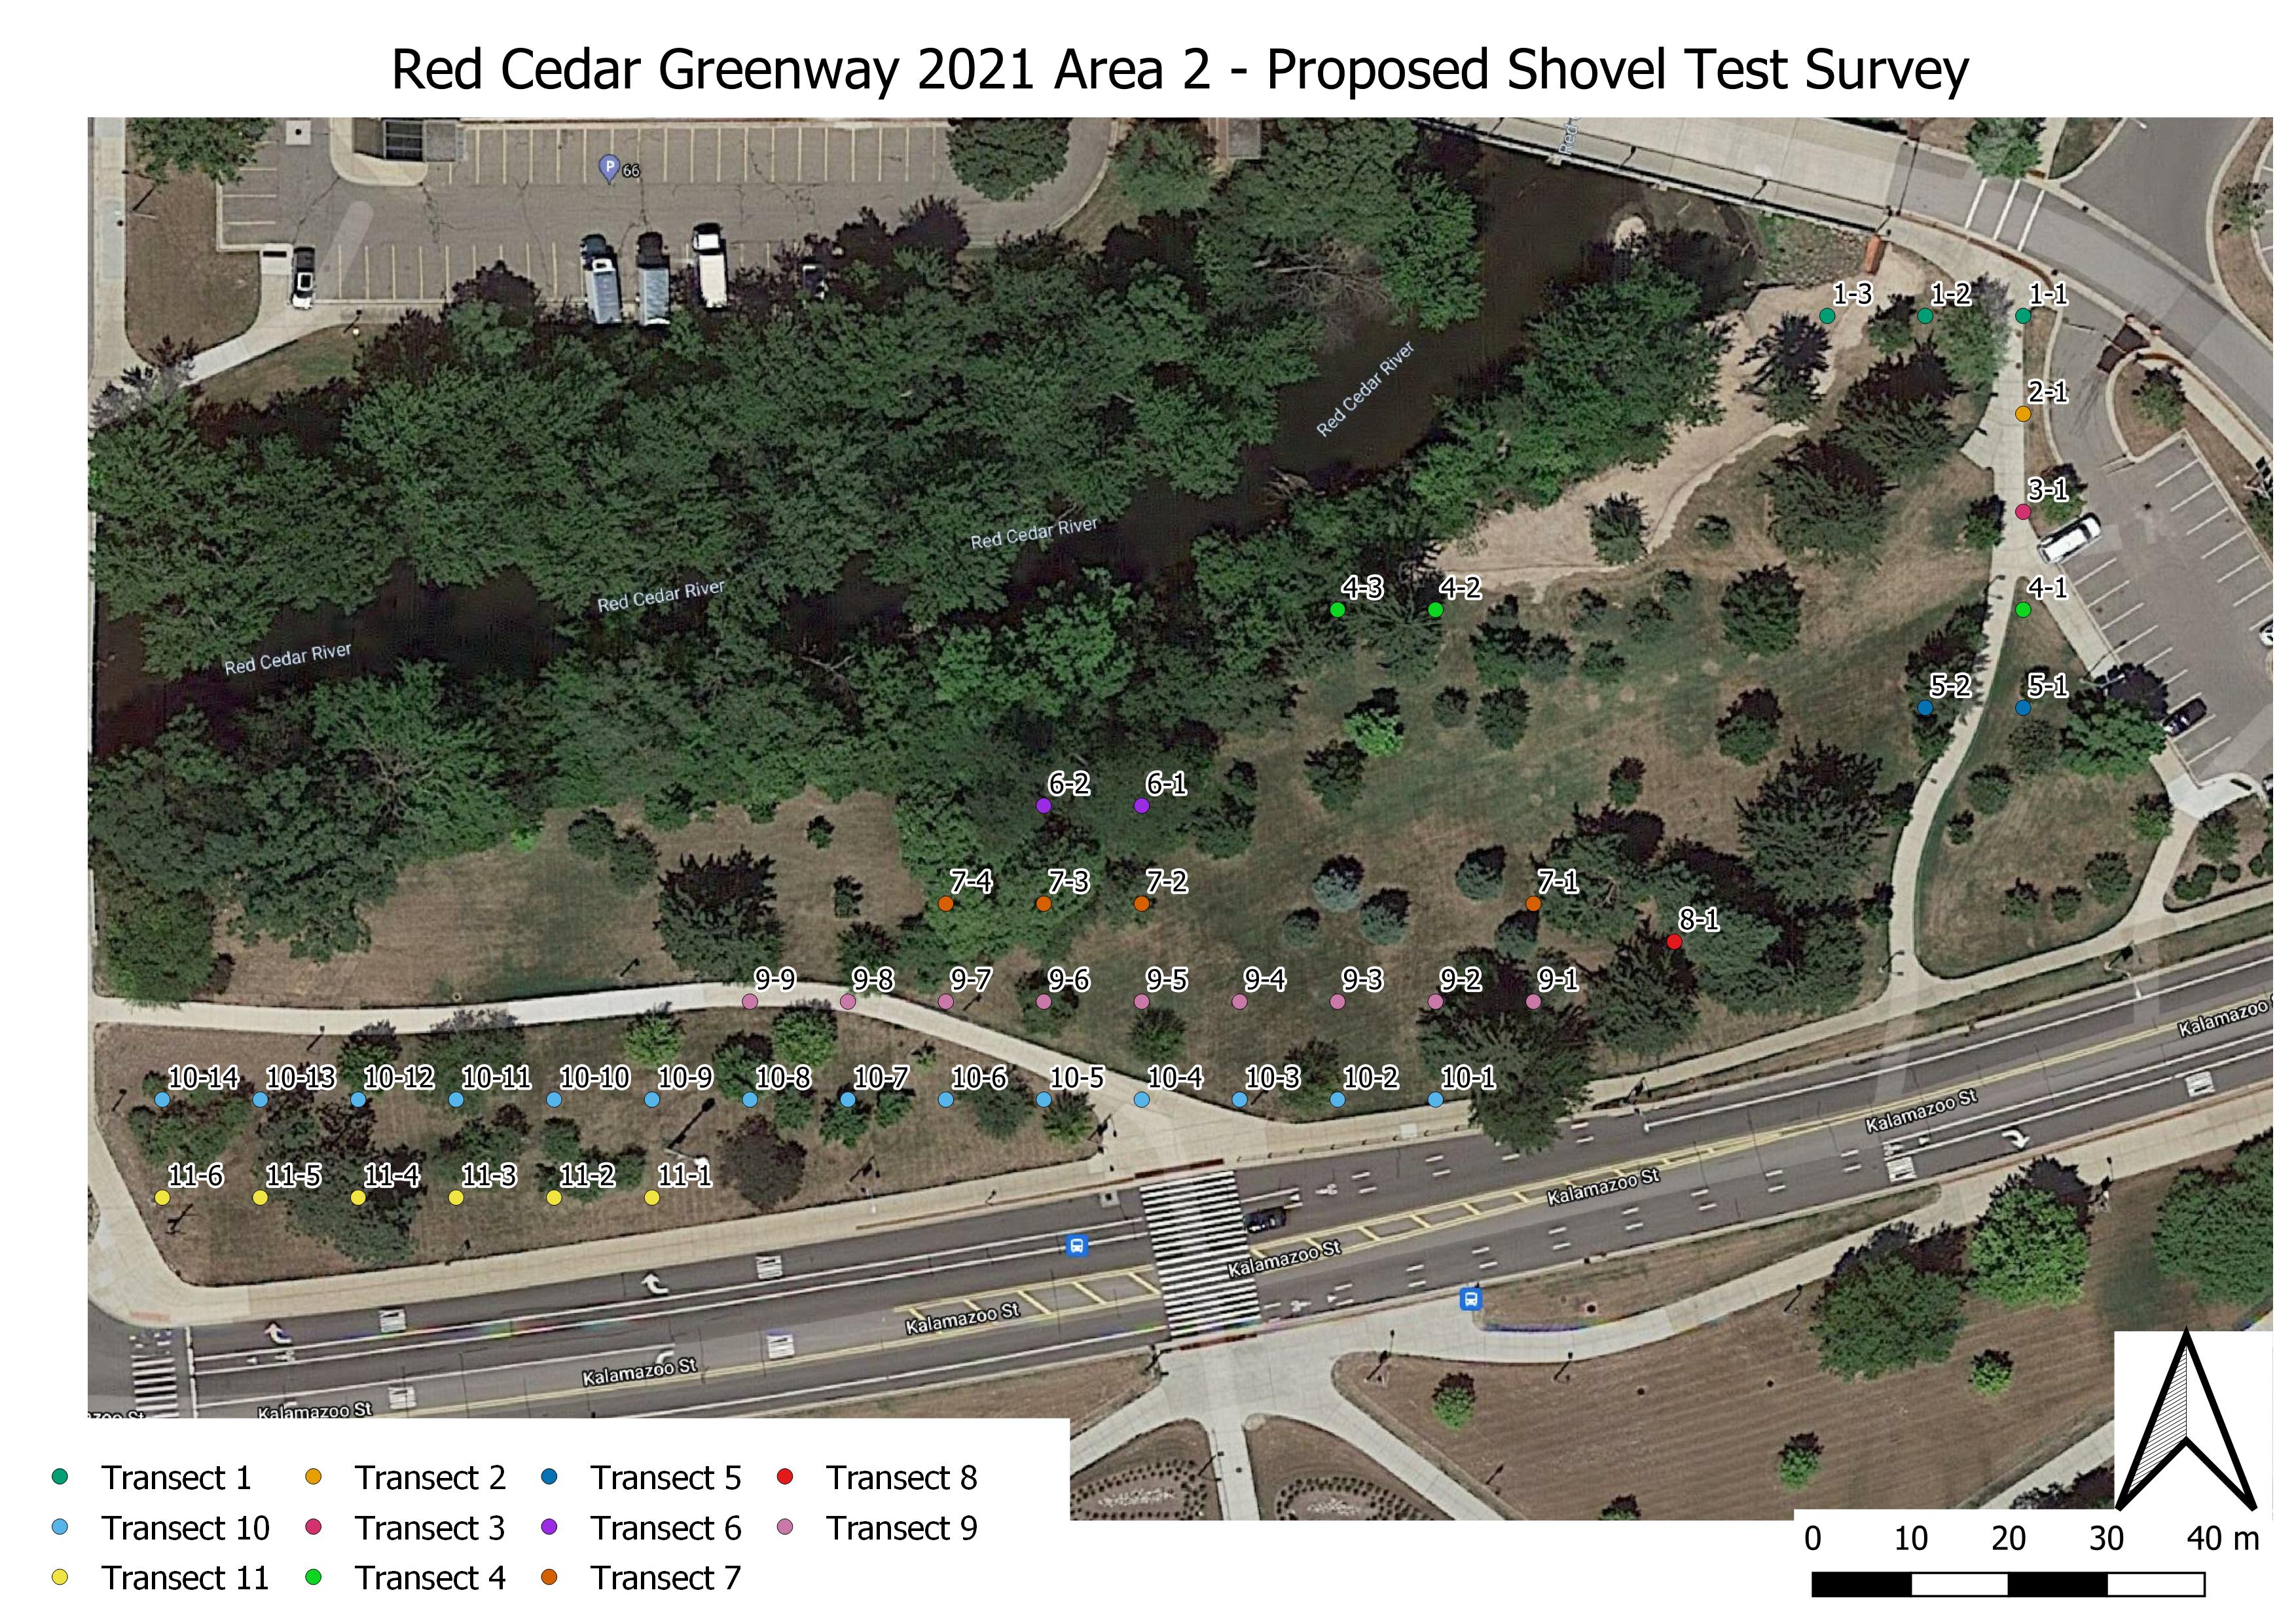 Red Cedar Greenway 2021 Area 2 - Proposed Shovel Test Survey
P 66
1-3
1-2
1-1
Red Cedar River
2-1
3-1
Red Cedar River
Red Cedar River
4-3
4-2
4-1
Red Cedar River
5-2
5-1
6-2
6-1
7-4
7-3
7-2
7-1
8-1
9-9
9-8
9-7
9-6
9-5
9-4
9-3
9-2
9-1
Kalamazoo
10-14
10-13
10-12
10-11
10-10
10-9
10-8
10-7
10-6
10-5
10-4
10-3
10-2
10-1
Kalamazoo St
11-6
11-5
11-4
11-3
11-2
11-1
Kalamazoo St
Kalamazoo St
Kalamazoo St
Kalamazoo St
Kalamazoo St
Transect 1
Transect 2
Transect 5
Transect 8
Transect 10
Transect 3
Transect 6
Transect 9
Transect 11
Transect 4
Transect 7
0 10 20 30 40 m